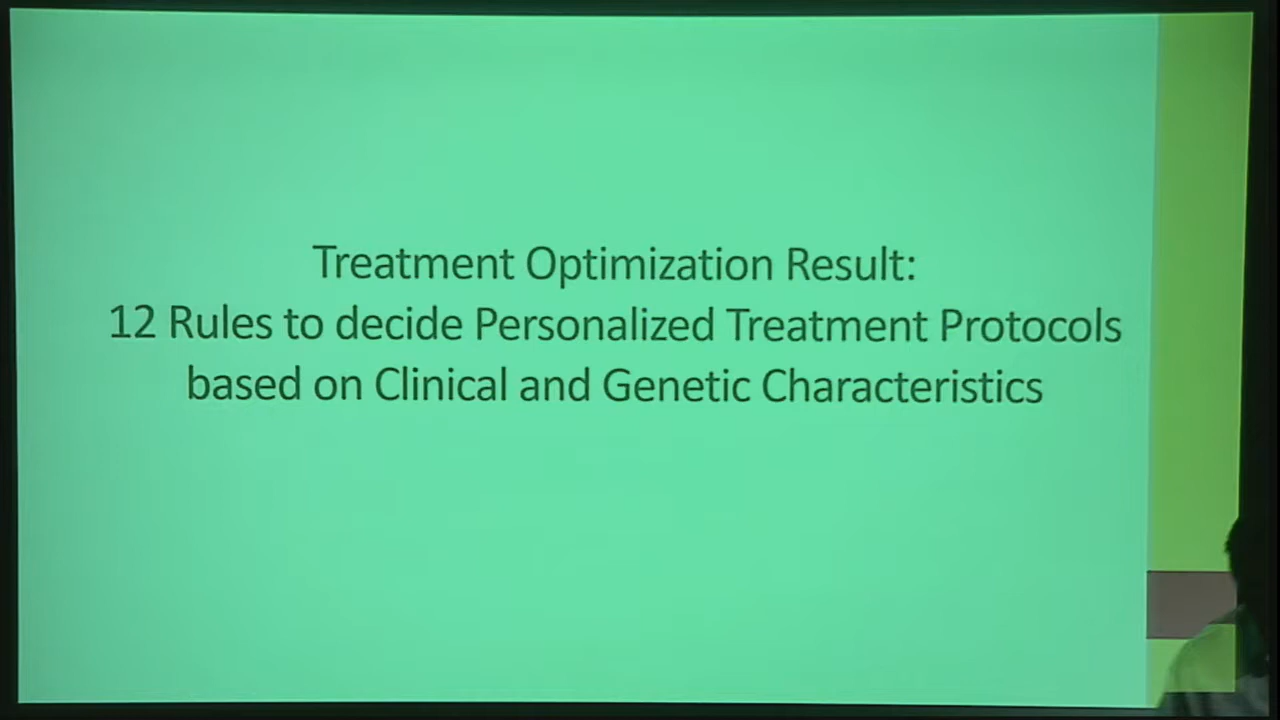 Treatment Optimization Result:
12 Rules to decide Personalized Treatment Protocols
based on Clinical and Genetic Characteristics